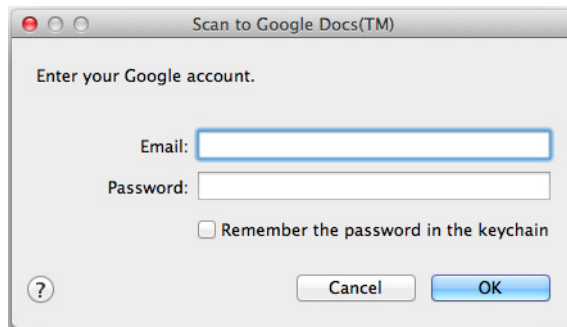 Scan to Google Docs(TM)
Enter your Google account.
Email:
Password:
Remember the password in the keychain
? Cancel OK